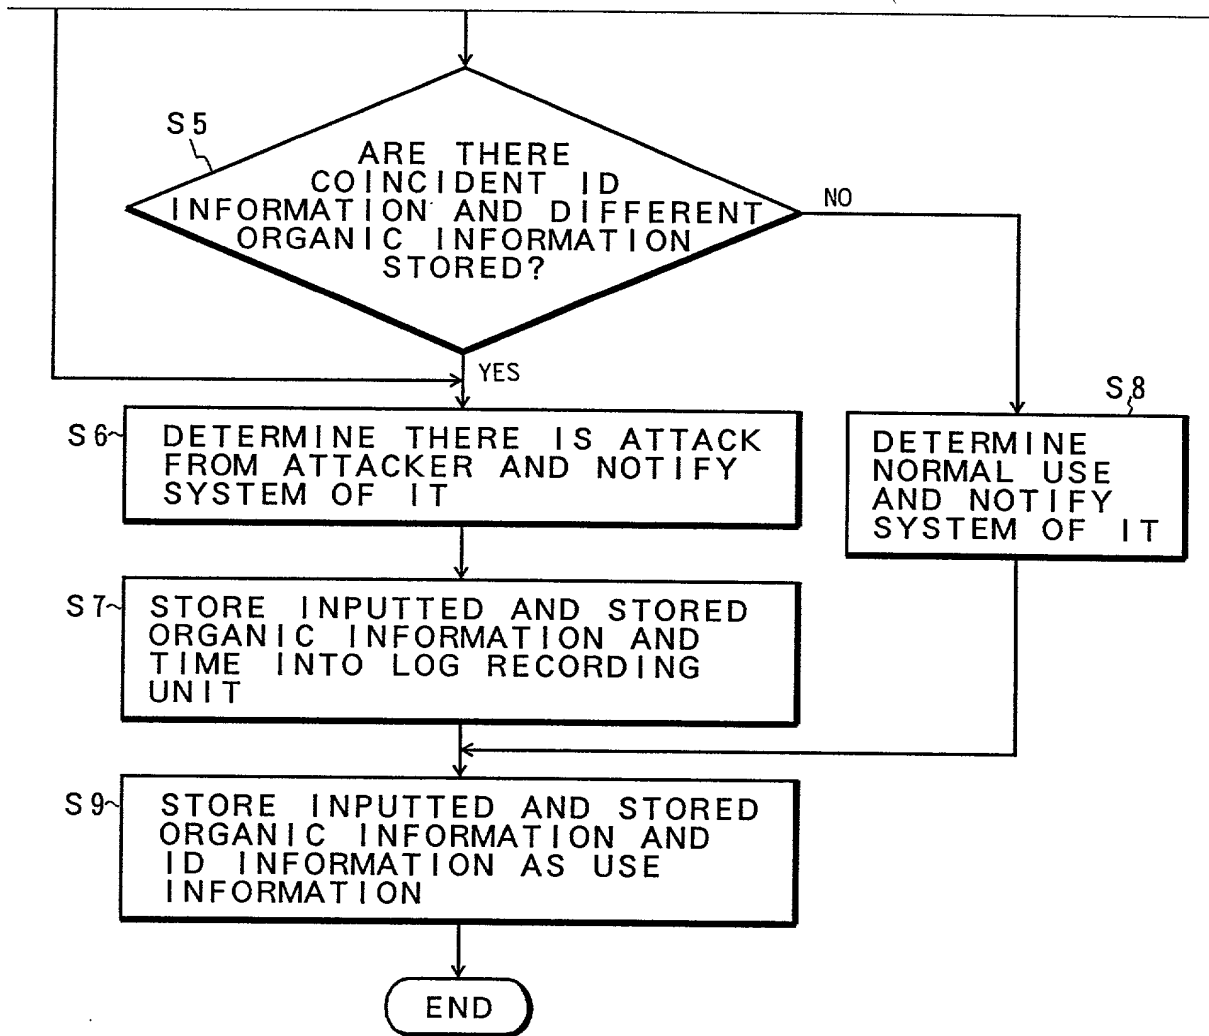 S5
ARE THERE
COINCIDENT ID
INFORMATION AND DIFFERENT
ORGANIC INFORMATION
STORED?
NO
YES
S6
DETERMINE THERE IS ATTACK
FROM ATTACKER AND NOTIFY
SYSTEM OF IT
S8
DETERMINE
NORMAL USE
AND NOTIFY
SYSTEM OF IT
S7
STORE INPUTTED AND STORED
ORGANIC INFORMATION AND
TIME INTO LOG RECORDING
UNIT
S9
STORE INPUTTED AND STORED
ORGANIC INFORMATION AND
ID INFORMATION AS USE
INFORMATION
END